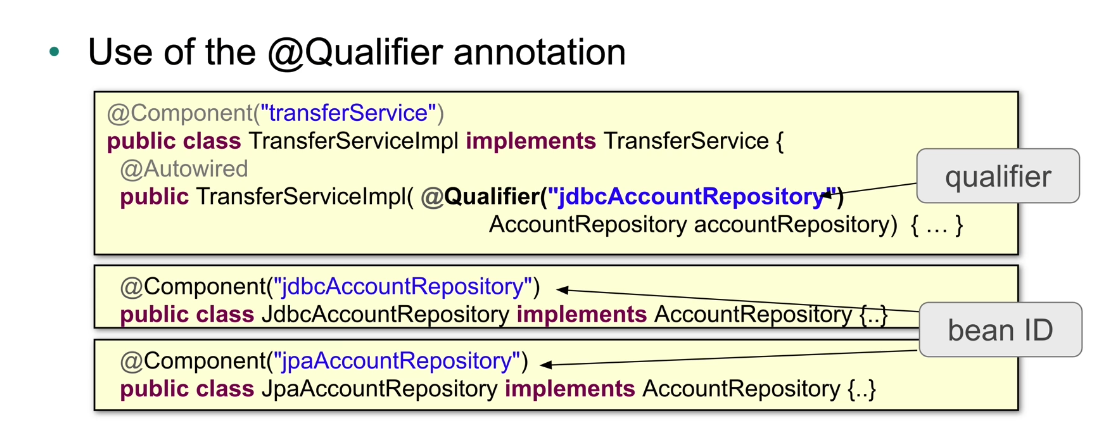 • Use of the @Qualifier annotation
@Component("transferService")
public class TransferServiceImpl implements TransferService {
@Autowired
public TransferServiceImpl( @Qualifier("jdbcAccountRepository")
AccountRepository accountRepository) { … }
qualifier
@Component("jdbcAccountRepository")
public class JdbcAccountRepository implements AccountRepository {..}
bean ID
@Component("jpaAccountRepository")
public class JpaAccountRepository implements AccountRepository {..}